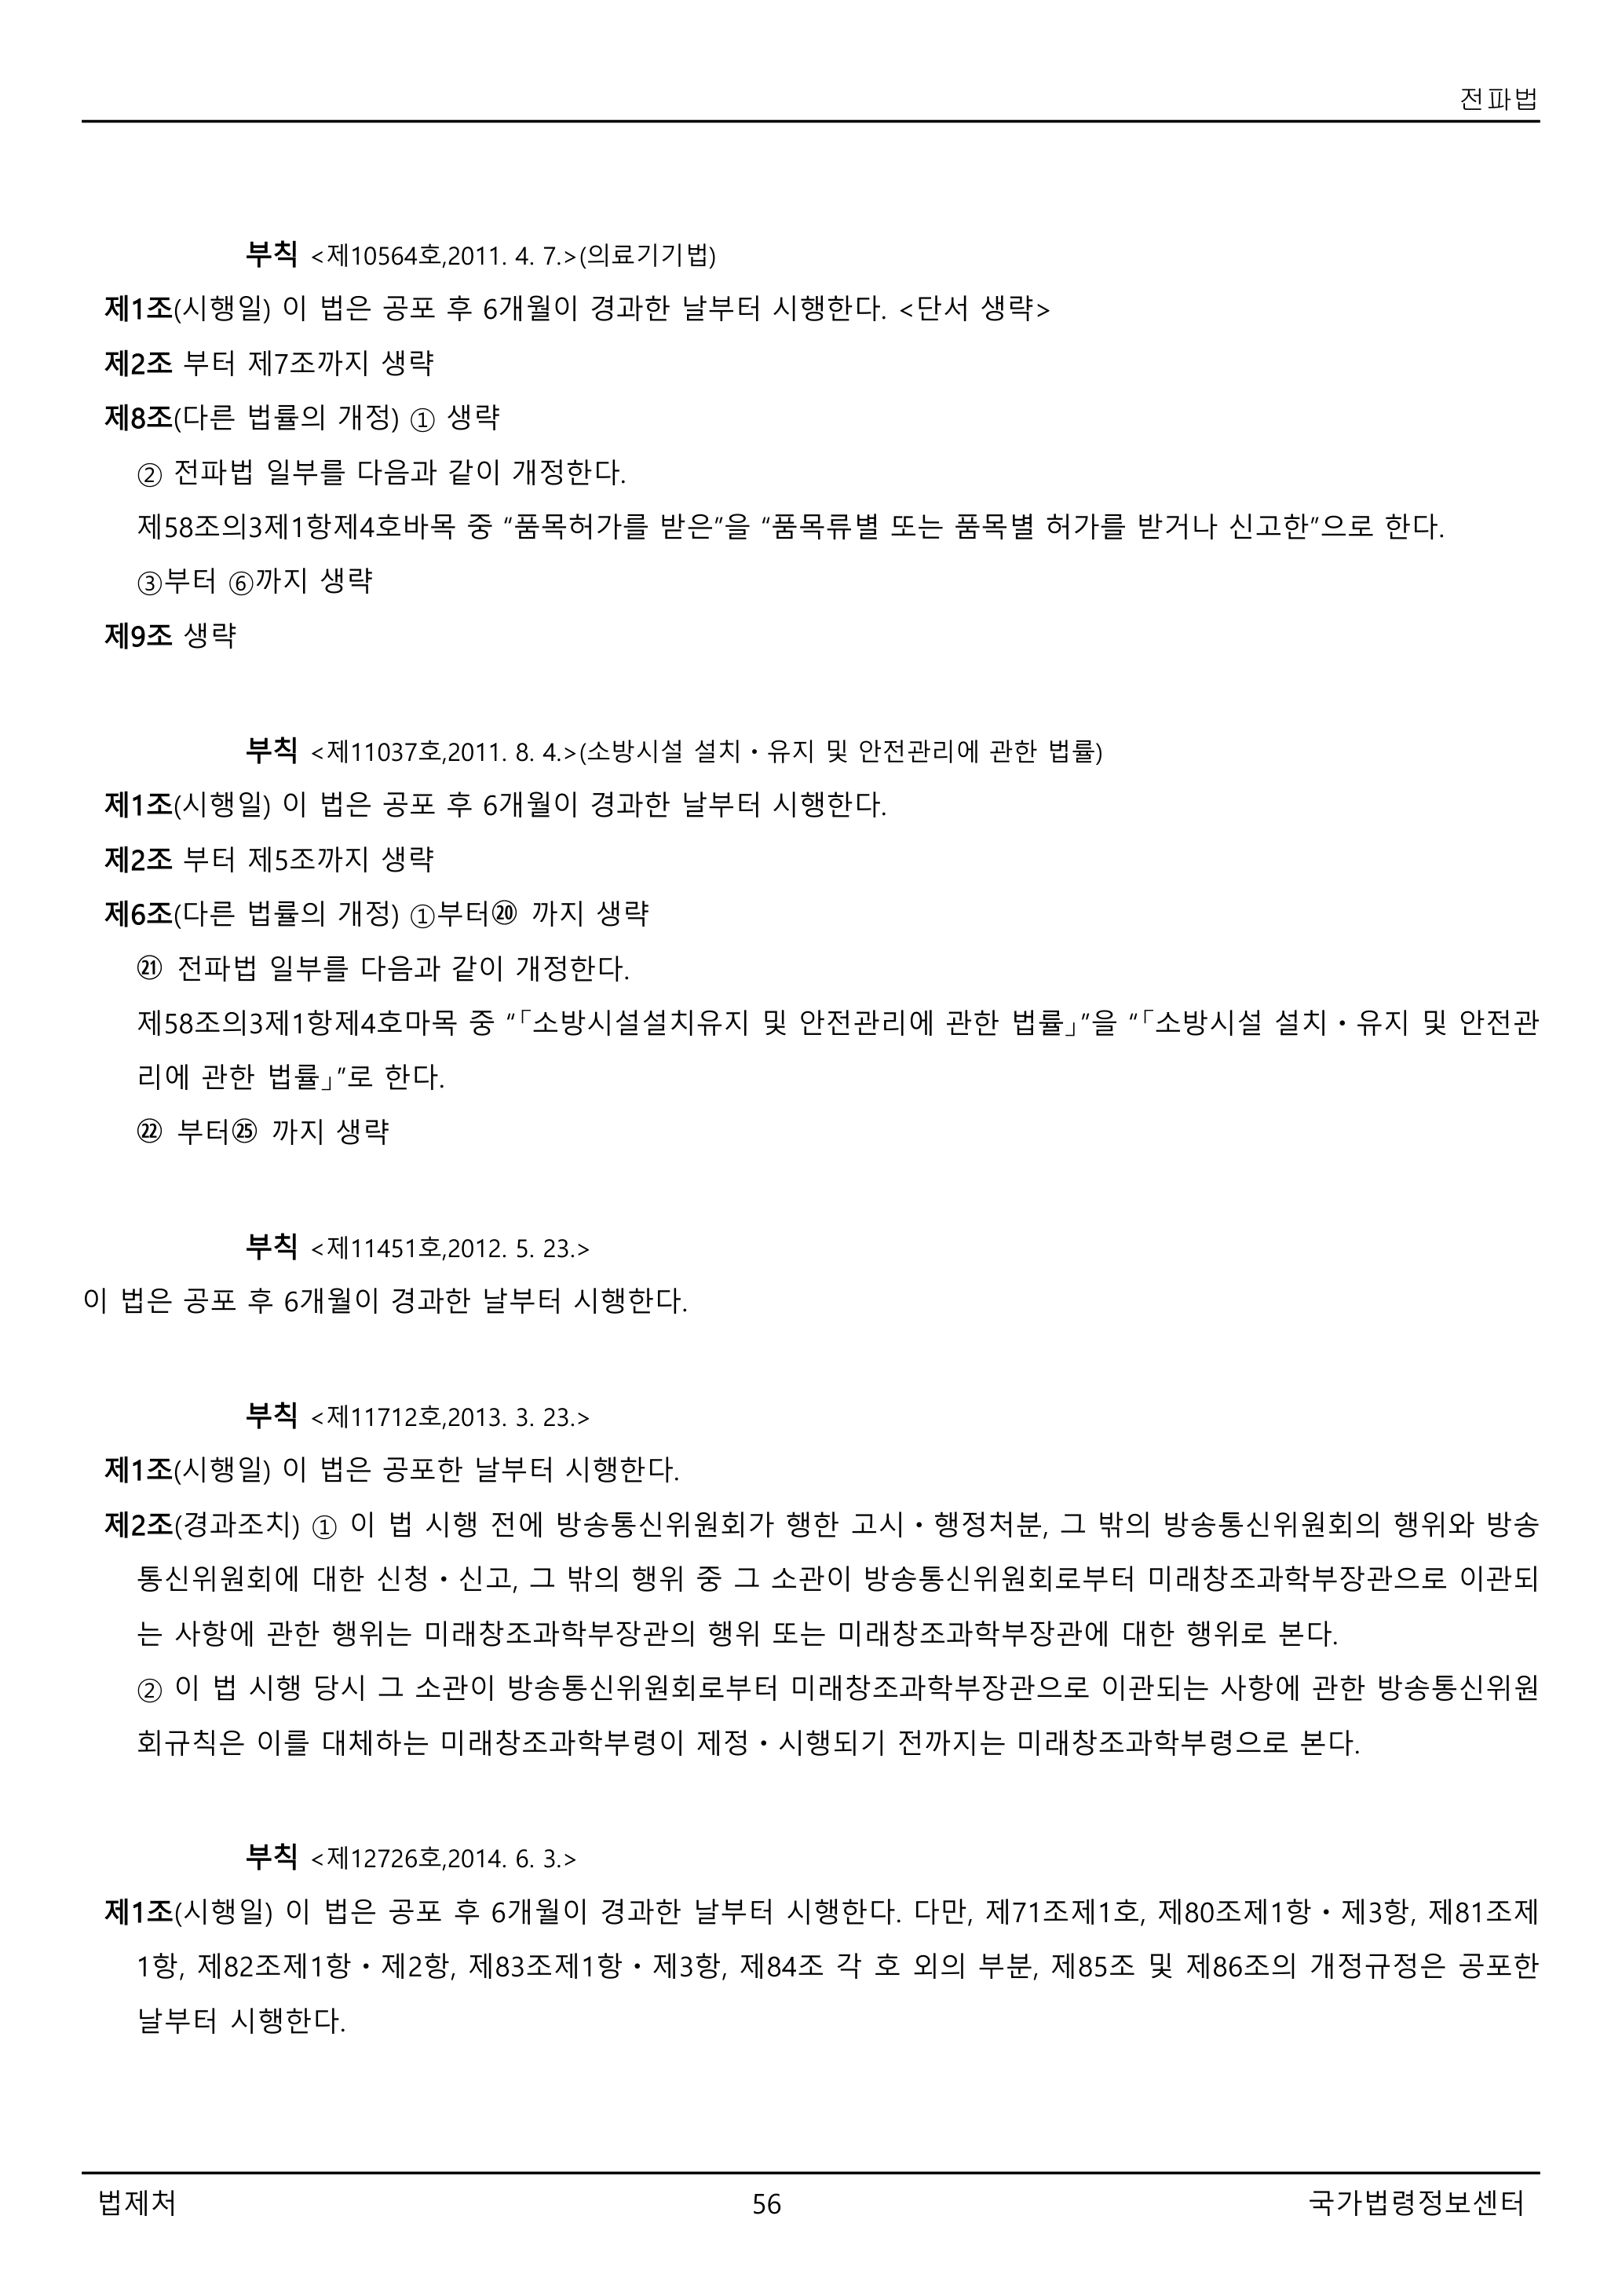 전파법
부칙 <제10564호,2011. 4. 7.>(의료기기법)
제1조(시행일) 이 법은 공포 후 6개월이 경과한 날부터 시행한다. <단서 생략>
제2조 부터 제7조까지 생략
제8조(다른 법률의 개정) ① 생략
② 전파법 일부를 다음과 같이 개정한다.
제58조의3제1항제4호바목 중 “품목허가를 받은”을 “품목류별 또는 품목별 허가를 받거나 신고한”으로 한다.
③부터 ⑥까지 생략
제9조 생략
부칙 <제11037호,2011. 8. 4.>(소방시설 설치ㆍ유지 및 안전관리에 관한 법률)
제1조(시행일) 이 법은 공포 후 6개월이 경과한 날부터 시행한다.
제2조 부터 제5조까지 생략
제6조(다른 법률의 개정) ①부터⑳ 까지 생략
㉑ 전파법 일부를 다음과 같이 개정한다.
제58조의3제1항제4호마목 중 “「소방시설설치유지 및 안전관리에 관한 법률」”을 “「소방시설 설치ㆍ유지 및 안전관
리에 관한 법률」”로 한다.
㉒ 부터㉕ 까지 생략
부칙 <제11451호,2012. 5. 23.>
이 법은 공포 후 6개월이 경과한 날부터 시행한다.
부칙 <제11712호,2013. 3. 23.>
제1조(시행일) 이 법은 공포한 날부터 시행한다.
제2조(경과조치) ① 이 법 시행 전에 방송통신위원회가 행한 고시ㆍ행정처분, 그 밖의 방송통신위원회의 행위와 방송
통신위원회에 대한 신청ㆍ신고, 그 밖의 행위 중 그 소관이 방송통신위원회로부터 미래창조과학부장관으로 이관되
는 사항에 관한 행위는 미래창조과학부장관의 행위 또는 미래창조과학부장관에 대한 행위로 본다.
② 이 법 시행 당시 그 소관이 방송통신위원회로부터 미래창조과학부장관으로 이관되는 사항에 관한 방송통신위원
회규칙은 이를 대체하는 미래창조과학부령이 제정ㆍ시행되기 전까지는 미래창조과학부령으로 본다.
부칙 <제12726호,2014. 6. 3.>
제1조(시행일) 이 법은 공포 후 6개월이 경과한 날부터 시행한다. 다만, 제71조제1호, 제80조제1항ㆍ제3항, 제81조제
1항, 제82조제1항ㆍ제2항, 제83조제1항ㆍ제3항, 제84조 각 호 외의 부분, 제85조 및 제86조의 개정규정은 공포한
날부터 시행한다.
법제처
56
국가법령정보센터